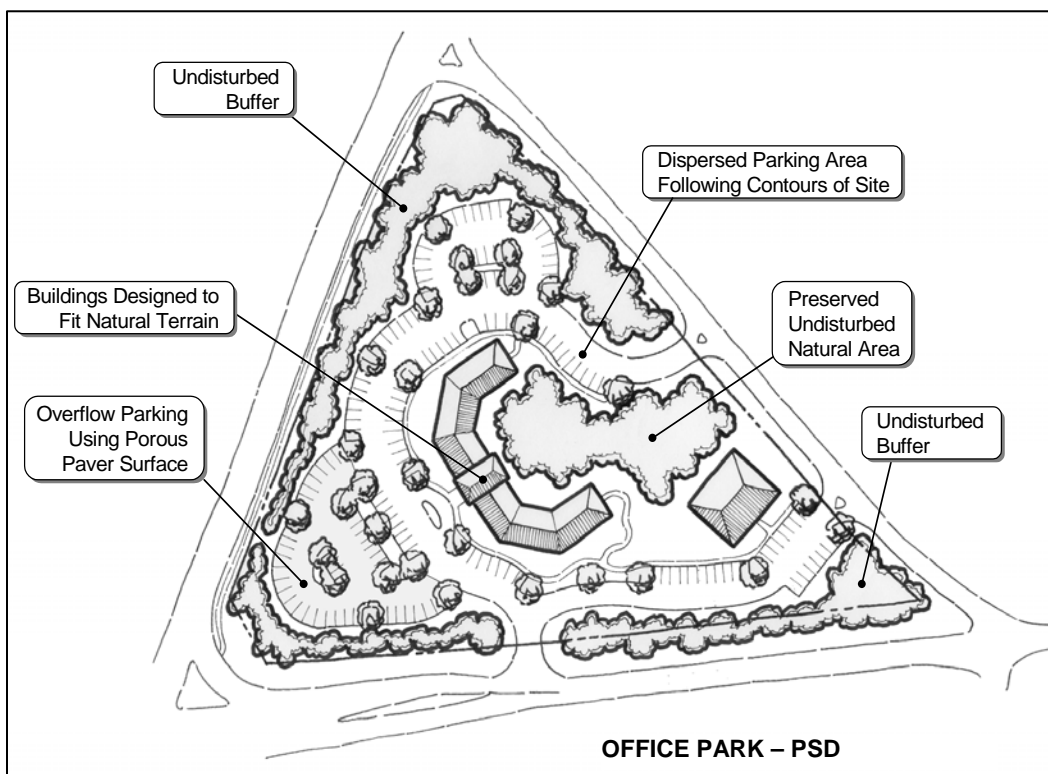 Undisturbed
Buffer
Dispersed Parking Area
Following Contours of Site
Buildings Designed to
Fit Natural Terrain
Preserved
Undisturbed
Natural Area
Overflow Parking
Using Porous
Paver Surface
Undisturbed
Buffer
OFFICE PARK – PSD